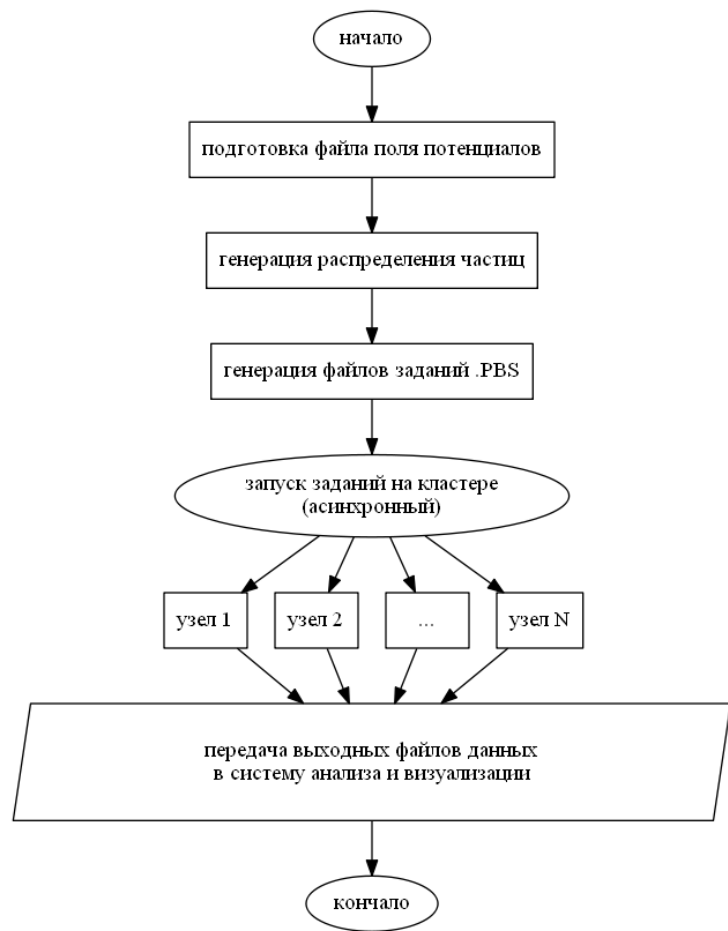 начало
подготовка файла поля потенциалов
генерация распределения частиц
генерация файлов заданий .PBS
запуск заданий на кластере
(асинхронный)
узел 1
узел 2
...
узел N
передача выходных файлов данных
в систему анализа и визуализации
кончало